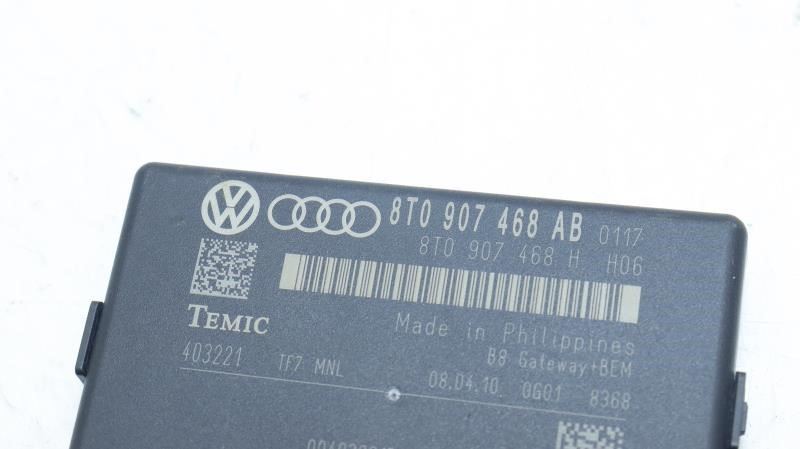 8T0 907 468 AB 0117
8T0 907 468 H H06
TEMIC
Made in Philippines
B8 Gateway+BEM
403221 TF7 MNL
08.04.10 0G01 8368